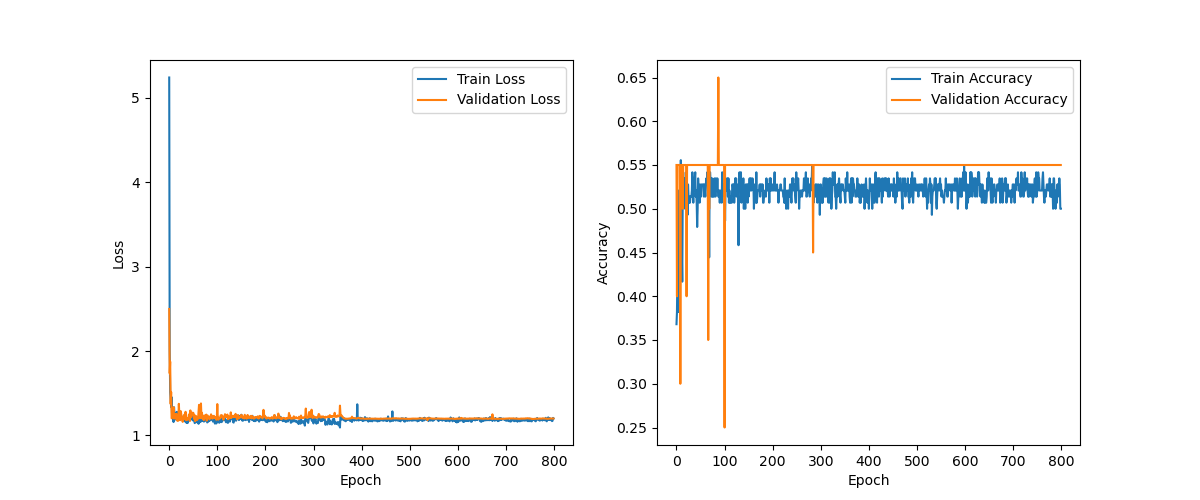 Train Loss
Validation Loss
5
4
3
2
1
Loss
0 100 200 300 400 500 600 700 800
Epoch
Train Accuracy
Validation Accuracy
0.65
0.60
0.55
0.50
0.45
0.40
0.35
0.30
0.25
Accuracy
0 100 200 300 400 500 600 700 800
Epoch